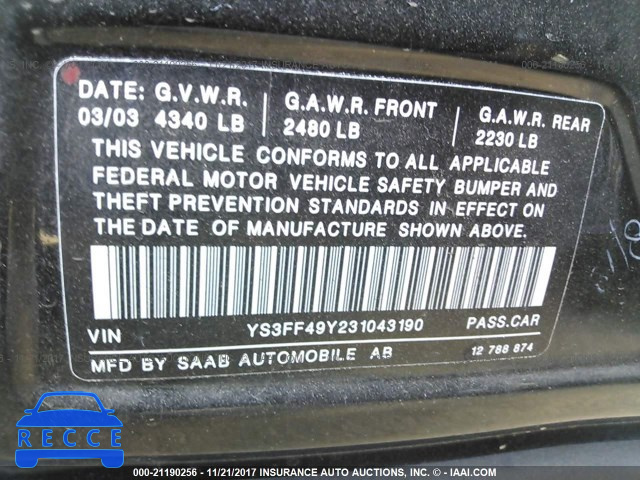 DATE: G.V.W.R. G.A.W.R. FRONT G.A.W.R. REAR
03/03 4340 LB 2480 LB 2230 LB
THIS VEHICLE CONFORMS TO ALL APPLICABLE
FEDERAL MOTOR VEHICLE SAFETY BUMPER AND
THEFT PREVENTION STANDARDS IN EFFECT ON
THE DATE OF MANUFACTURE SHOWN ABOVE.
VIN YS3FF49Y231043190 PASS.CAR
MFD BY SAAB AUTOMOBILE AB 12 788 874
RECCE
000-21190256 - 11/21/2017 INSURANCE AUTO AUCTIONS, INC. - IAAI.COM